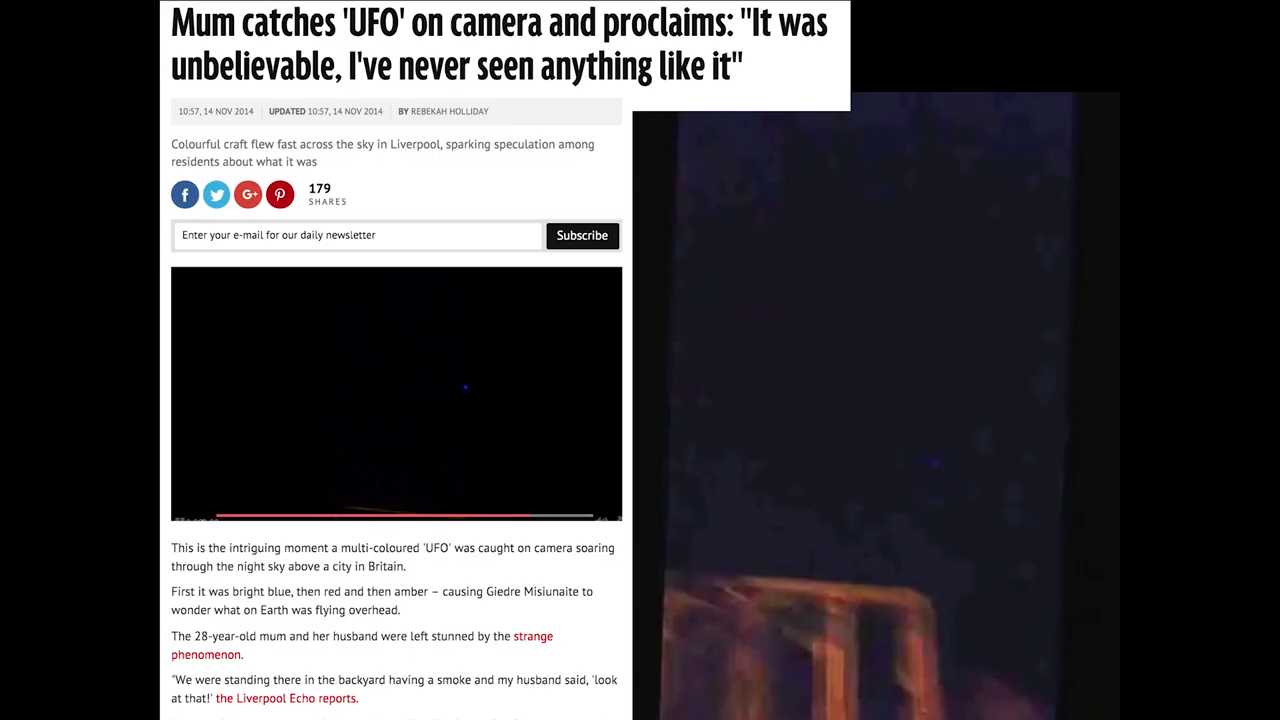 Mum catches 'UFO' on camera and proclaims: "It was
unbelievable, I've never seen anything like it"
10:57, 14 NOV 2014 UPDATED 10:57, 14 NOV 2014 BY REBEKAH HOLLIDAY
Colourful craft flew fast across the sky in Liverpool, sparking speculation among
residents about what it was
179
SHARES
Enter your e-mail for our daily newsletter
Subscribe
This is the intriguing moment a multi-coloured 'UFO' was caught on camera soaring
through the night sky above a city in Britain.
First it was bright blue, then red and then amber – causing Giedre Misiunaite to
wonder what on Earth was flying overhead.
The 28-year-old mum and her husband were left stunned by the strange
phenomenon.
"We were standing there in the backyard having a smoke and my husband said, 'look
at that!' the Liverpool Echo reports.